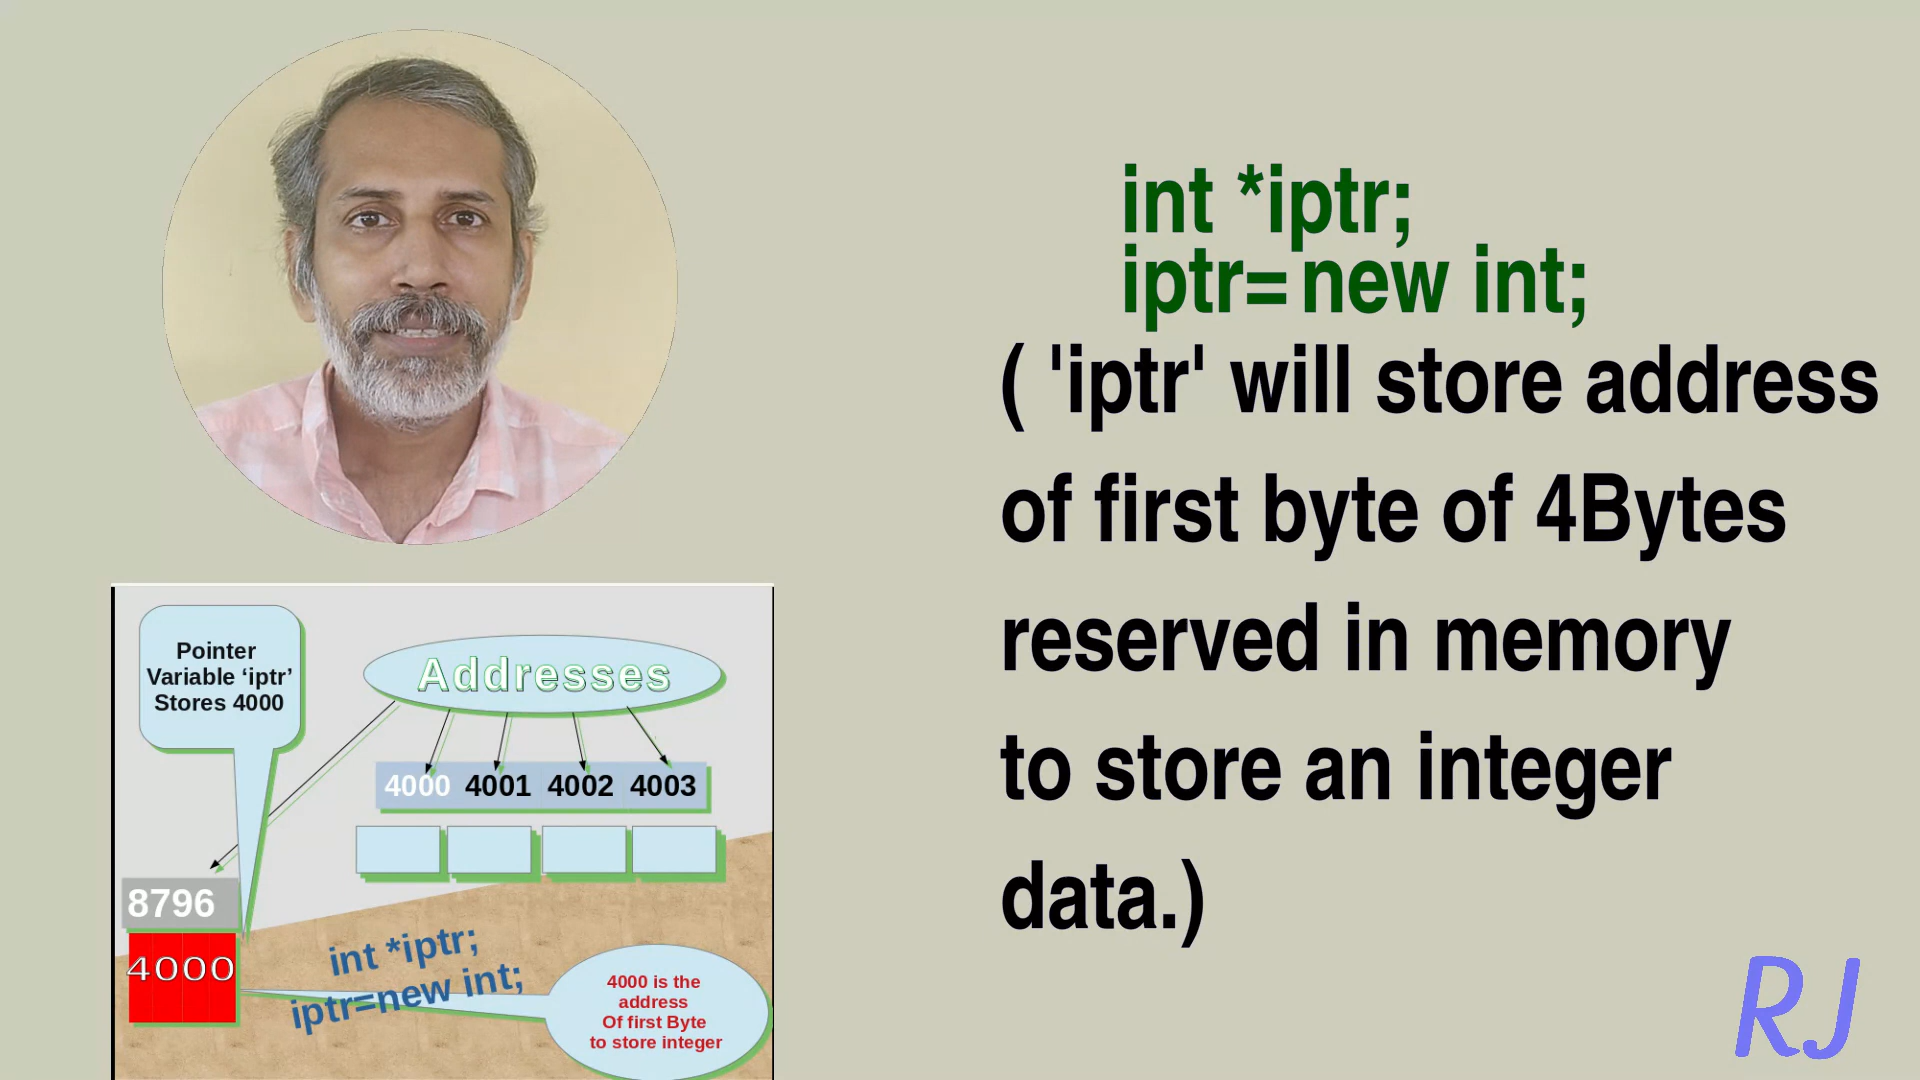 int *iptr;
iptr= new int;
( 'iptr' will store address
of first byte of 4Bytes
reserved in memory
to store an integer
data.)
Pointer
Variable ‘iptr’
Stores 4000
Addresses
4000 4001 4002 4003
8796
4000
int *iptr;
iptr=new int;
4000 is the
address
Of first Byte
to store integer
RJ